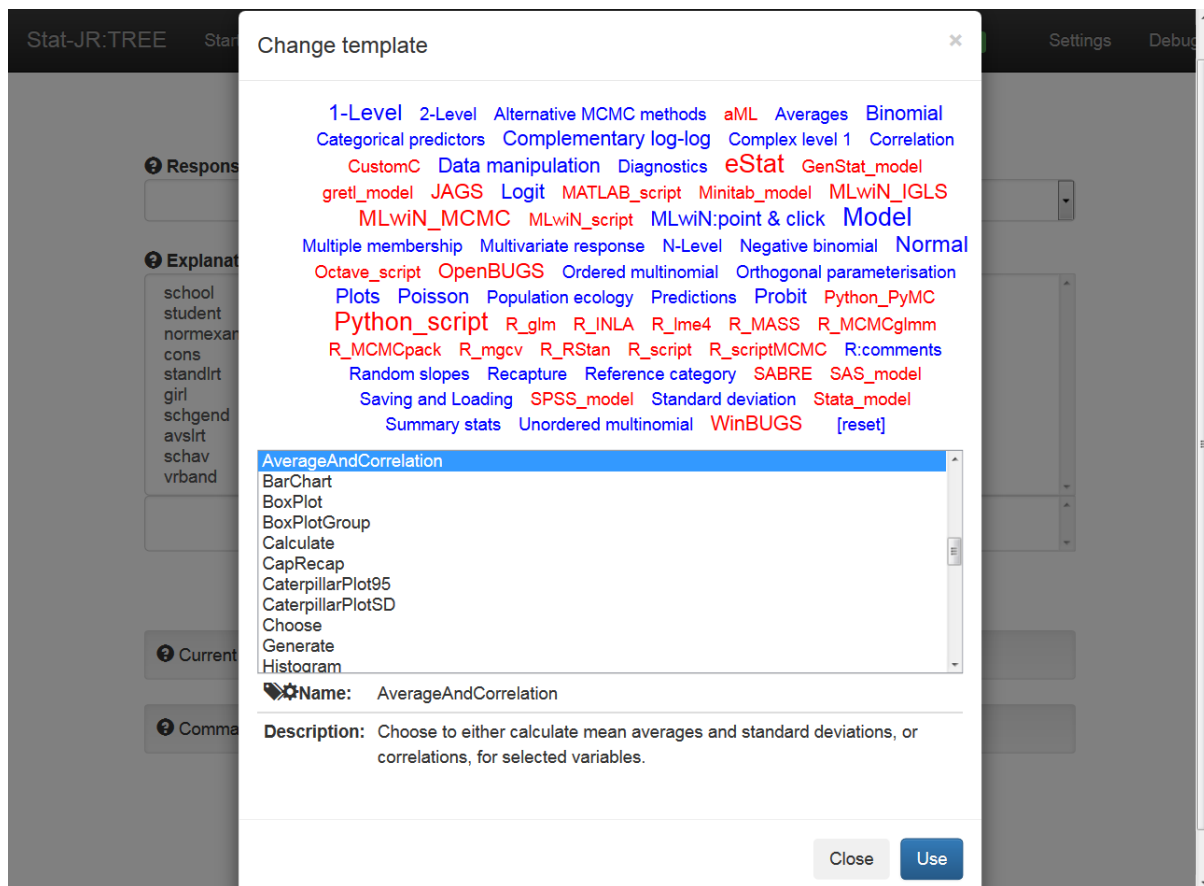 Stat-JR:TREE Star Settings Debug
Change template ×
1-Level 2-Level Alternative MCMC methods aML Averages Binomial
Categorical predictors Complementary log-log Complex level 1 Correlation
CustomC Data manipulation Diagnostics eStat GenStat_model
gretl_model JAGS Logit MATLAB_script Minitab_model MLwiN_IGLS
MLwiN_MCMC MLwiN_script MLwiN:point & click Model
Multiple membership Multivariate response N-Level Negative binomial Normal
Octave_script OpenBUGS Ordered multinomial Orthogonal parameterisation
Plots Poisson Population ecology Predictions Probit Python_PyMC
Python_script R_glm R_INLA R_lme4 R_MASS R_MCMCglmm
R_MCMCpack R_mgcv R_RStan R_script R_scriptMCMC R:comments
Random slopes Recapture Reference category SABRE SAS_model
Saving and Loading SPSS_model Standard deviation Stata_model
Summary stats Unordered multinomial WinBUGS [reset]
Respons
Explanat
school
student
normexar
cons
standlrt
girl
schgend
avslrt
schav
vrband
AverageAndCorrelation
BarChart
BoxPlot
BoxPlotGroup
Calculate
CapRecap
CaterpillarPlot95
CaterpillarPlotSD
Choose
Generate
Histogram
Current
Comma
Name: AverageAndCorrelation
Description: Choose to either calculate mean averages and standard deviations, or
correlations, for selected variables.
Close Use